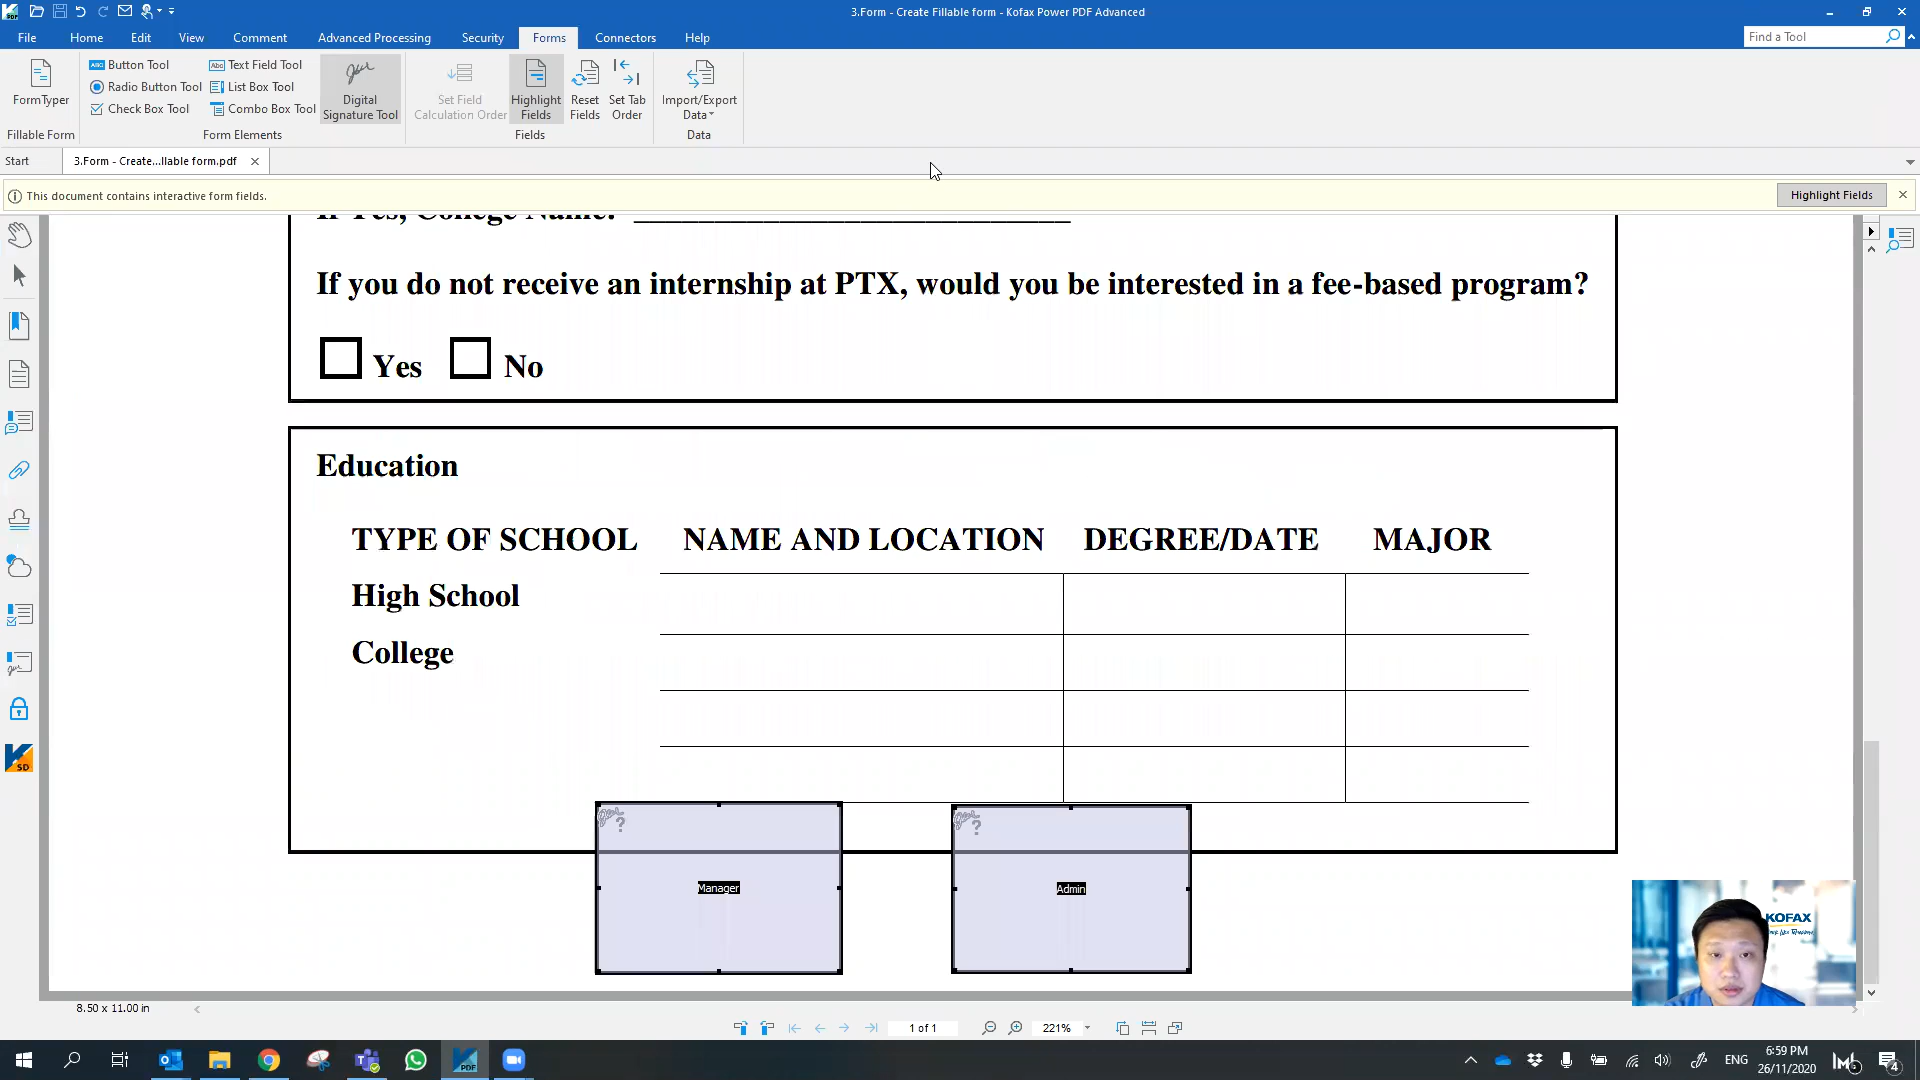 3.Form - Create Fillable form - Kofax Power PDF Advanced
File Home Edit View Comment Advanced Processing Security Forms Connectors Help
Find a Tool
FormTyper
Button Tool
Radio Button Tool
Check Box Tool
Text Field Tool
List Box Tool
Combo Box Tool
Digital
Signature Tool
Set Field
Calculation Order
Highlight
Fields
Reset
Fields
Set Tab
Order
Import/Export
Data
Fillable Form
Form Elements
Fields
Data
Start
3.Form - Create...llable form.pdf
This document contains interactive form fields.
Highlight Fields
If Yes, College Name:
If you do not receive an internship at PTX, would you be interested in a fee-based program?
Yes No
Education
TYPE OF SCHOOL NAME AND LOCATION DEGREE/DATE MAJOR
High School
College
Manager
Admin
KOFAX
8.50 x 11.00 in
1 of 1
221%
ENG
6:59 PM
26/11/2020
4